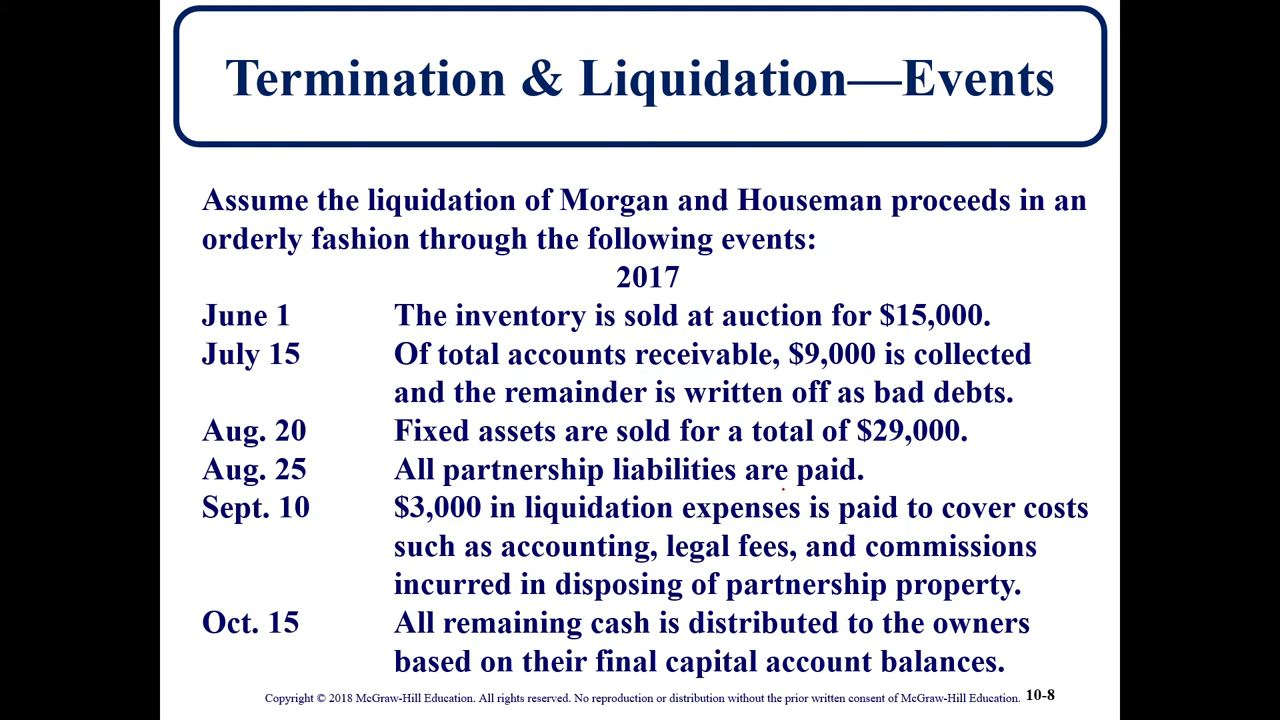 Termination & Liquidation—Events
Assume the liquidation of Morgan and Houseman proceeds in an
orderly fashion through the following events:
2017
June 1 The inventory is sold at auction for $15,000.
July 15 Of total accounts receivable, $9,000 is collected
and the remainder is written off as bad debts.
Aug. 20 Fixed assets are sold for a total of $29,000.
Aug. 25 All partnership liabilities are paid.
Sept. 10 $3,000 in liquidation expenses is paid to cover costs
such as accounting, legal fees, and commissions
incurred in disposing of partnership property.
Oct. 15 All remaining cash is distributed to the owners
based on their final capital account balances.
Copyright © 2018 McGraw-Hill Education. All rights reserved. No reproduction or distribution without the prior written consent of McGraw-Hill Education. 10-8